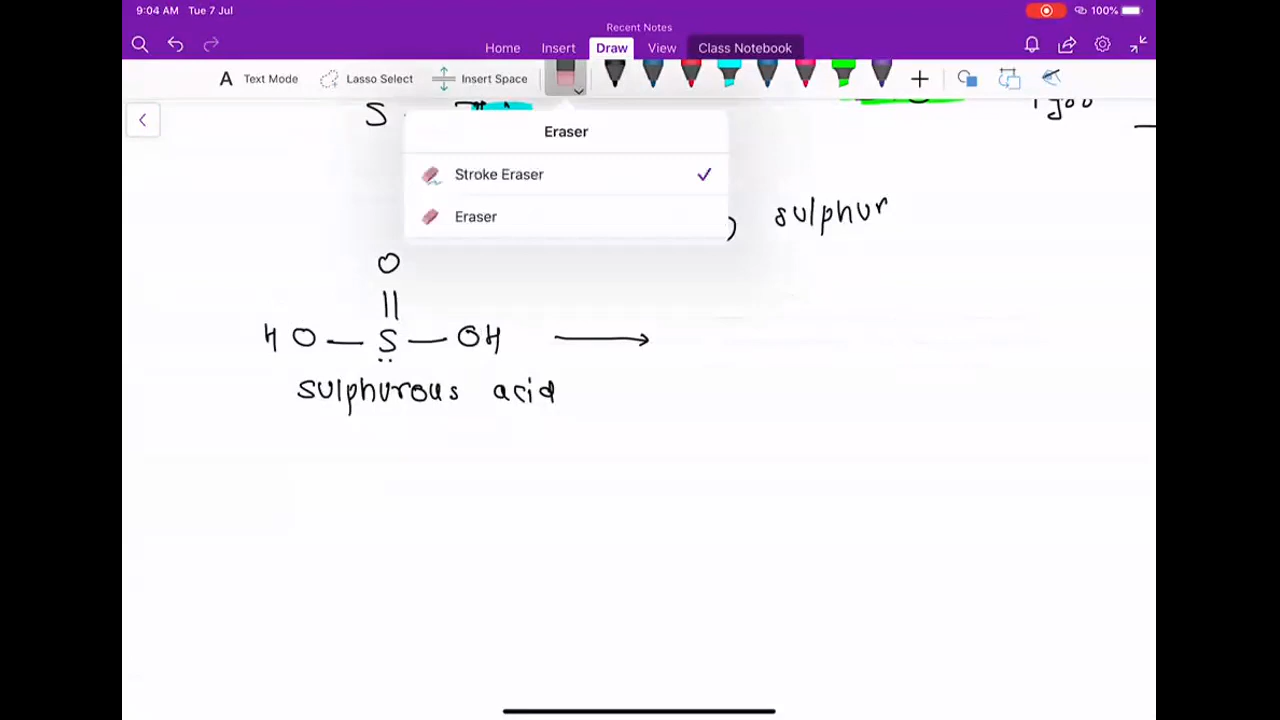 9:04 AM Tue 7 Jul 100%
Recent Notes
Home Insert Draw View Class Notebook
A Text Mode Lasso Select Insert Space
S
Eraser
Stroke Eraser
Eraser
) sulphur
O
HO — S — OH →
sulphurous acid